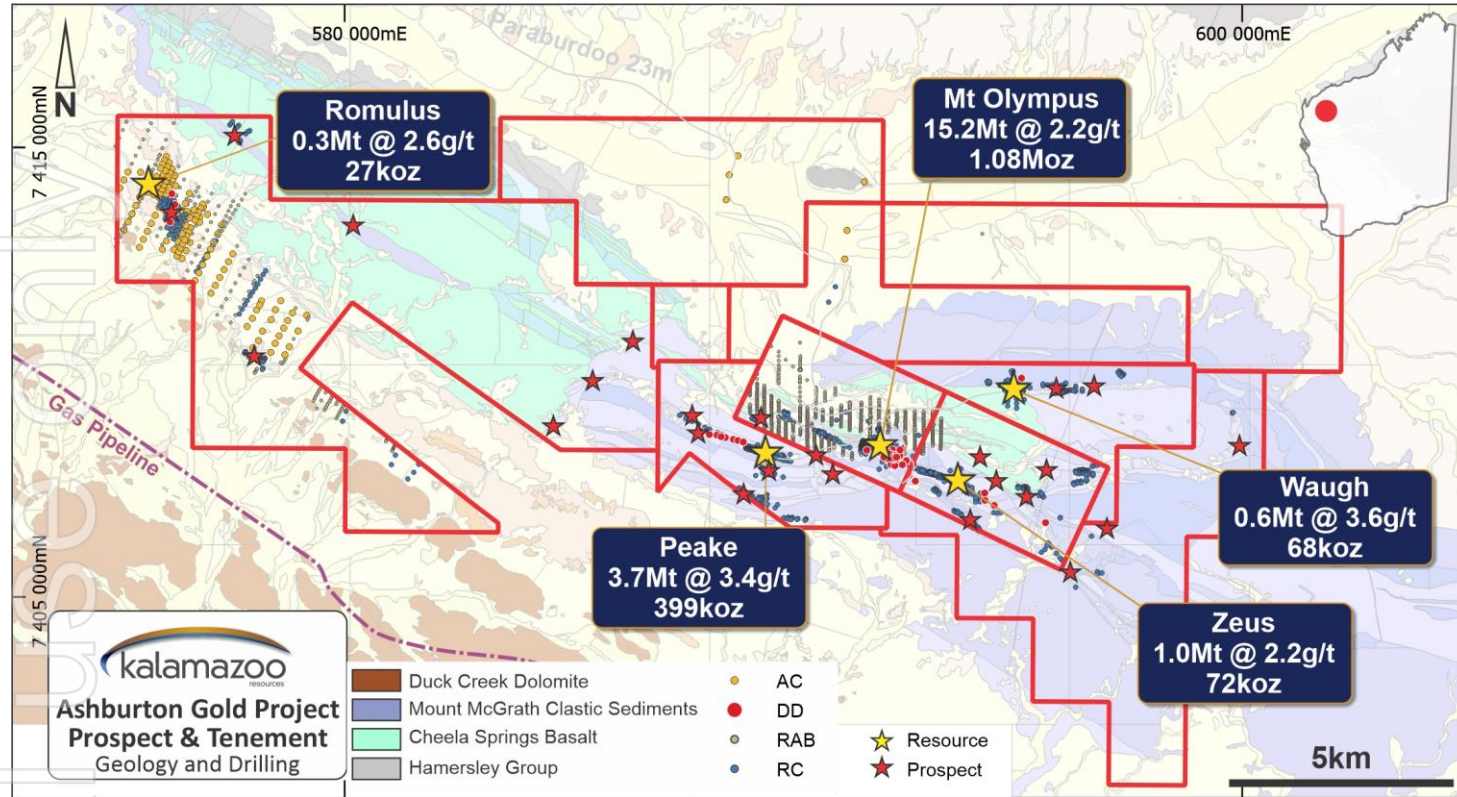 580 000mE
600 000mE
Paraburdoo 23m
N
7 415 000mN
Romulus
0.3Mt @ 2.6g/t
27koz
Mt Olympus
15.2Mt @ 2.2g/t
1.08Moz
Gas Pipeline
Peake
3.7Mt @ 3.4g/t
399koz
Waugh
0.6Mt @ 3.6g/t
68koz
Zeus
1.0Mt @ 2.2g/t
72koz
7 405 000mN
kalamazoo
resources
Ashburton Gold Project
Prospect & Tenement
Geology and Drilling
Duck Creek Dolomite
Mount McGrath Clastic Sediments
Cheela Springs Basalt
Hamersley Group
AC
DD
RAB
RC
Resource
Prospect
5km
use only